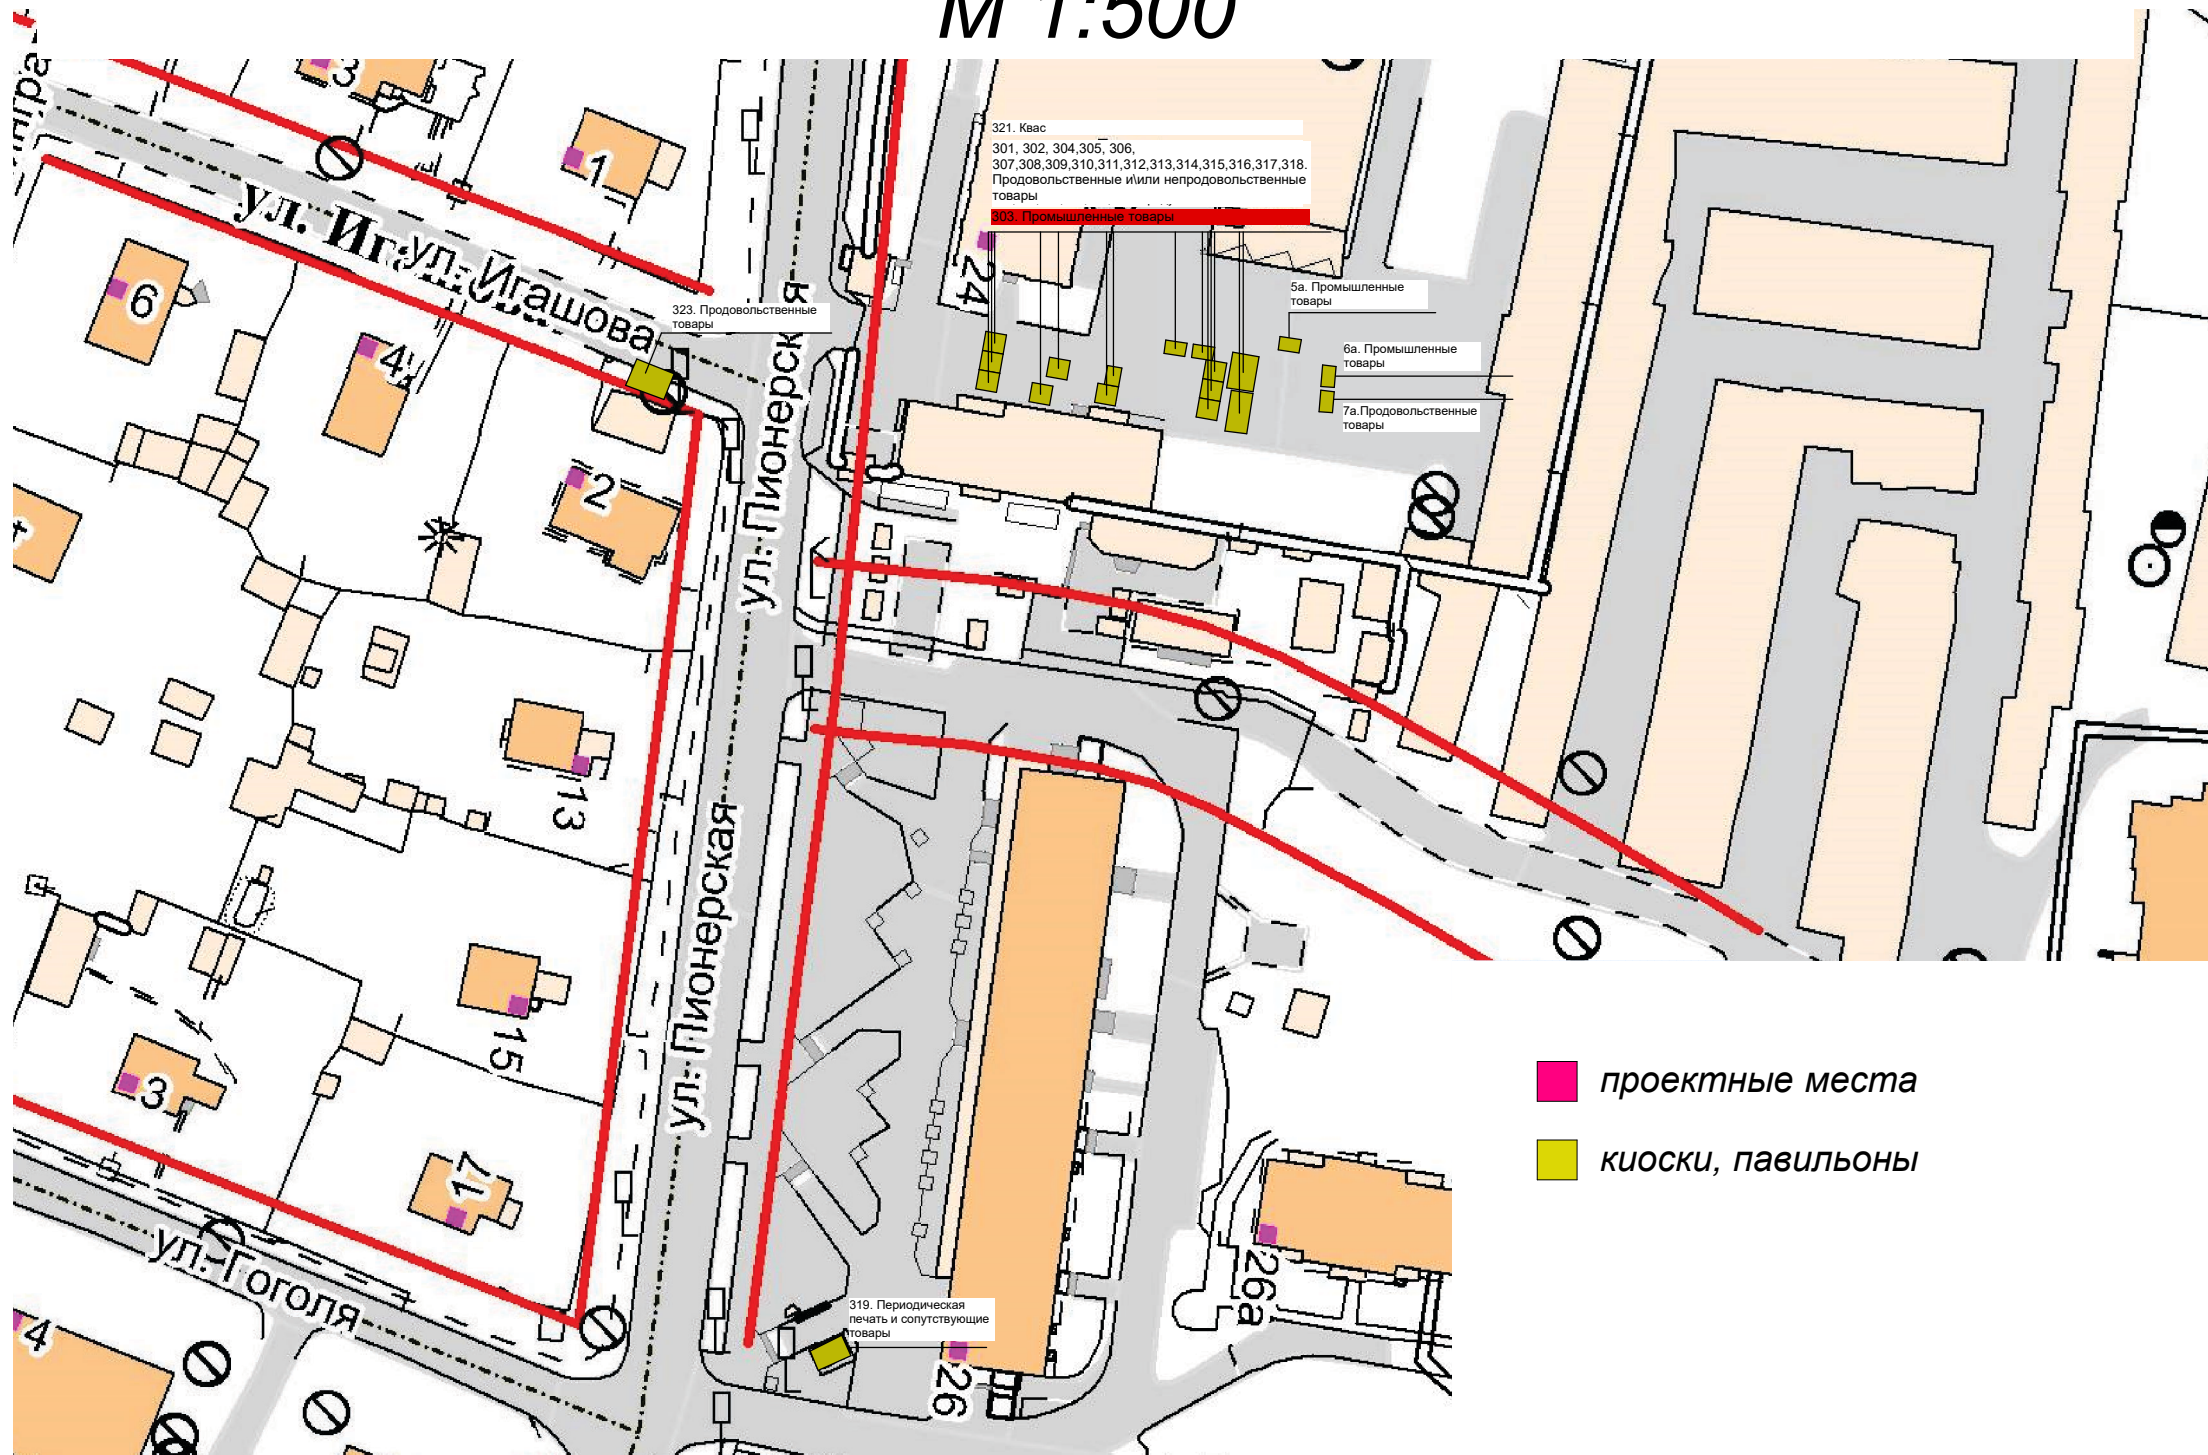 М 1:500
3
1
321. Квас
301, 302, 304,305, 306,
307,308,309,310,311,312,313,314,315,316,317,318.
Продовольственные и\или непродовольственные
товары
303. Промышленные товары
24
ул. Игашова
6
5а. Промышленные
товары
323. Продовольственные
товары
4
6а. Промышленные
товары
7а.Продовольственные
товары
2
ул. Пионерская
13
ул. Пионерская
15
3
проектные места
киоски, павильоны
17
ул. Гоголя
26а
4
319. Периодическая
печать и сопутствующие
товары
26